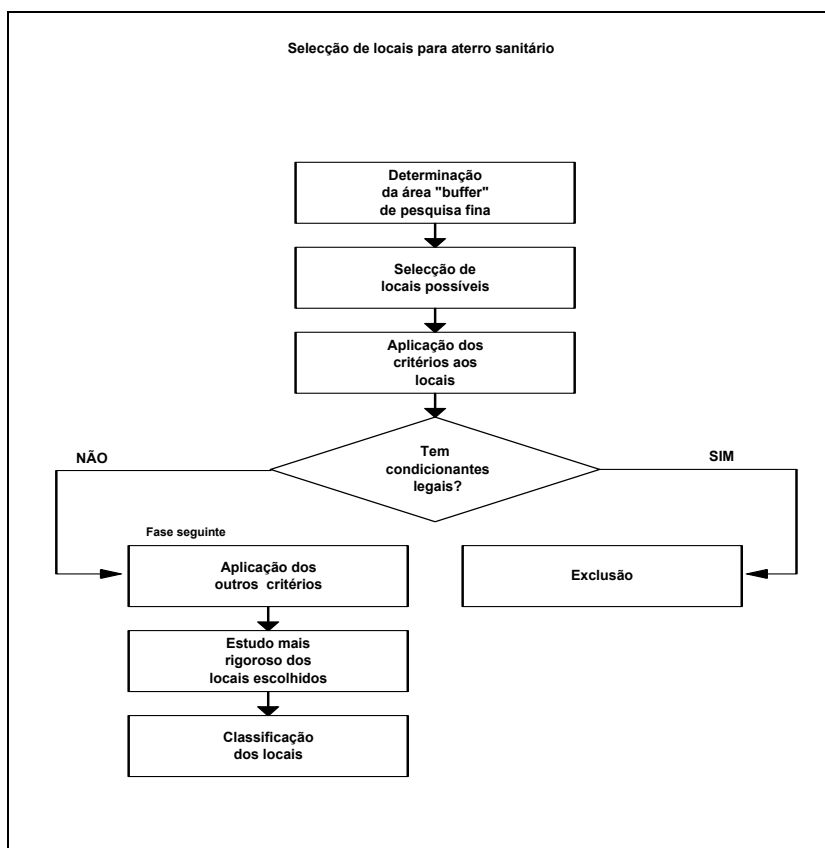 Selecção de locais para aterro sanitário
Determinação
da área "buffer"
de pesquisa fina
Selecção de
locais possíveis
Aplicação dos
critérios aos
locais
Tem
condicionantes
legais?
NÃO
SIM
Fase seguinte
Aplicação dos
outros critérios
Exclusão
Estudo mais
rigoroso dos
locais escolhidos
Classificação
dos locais